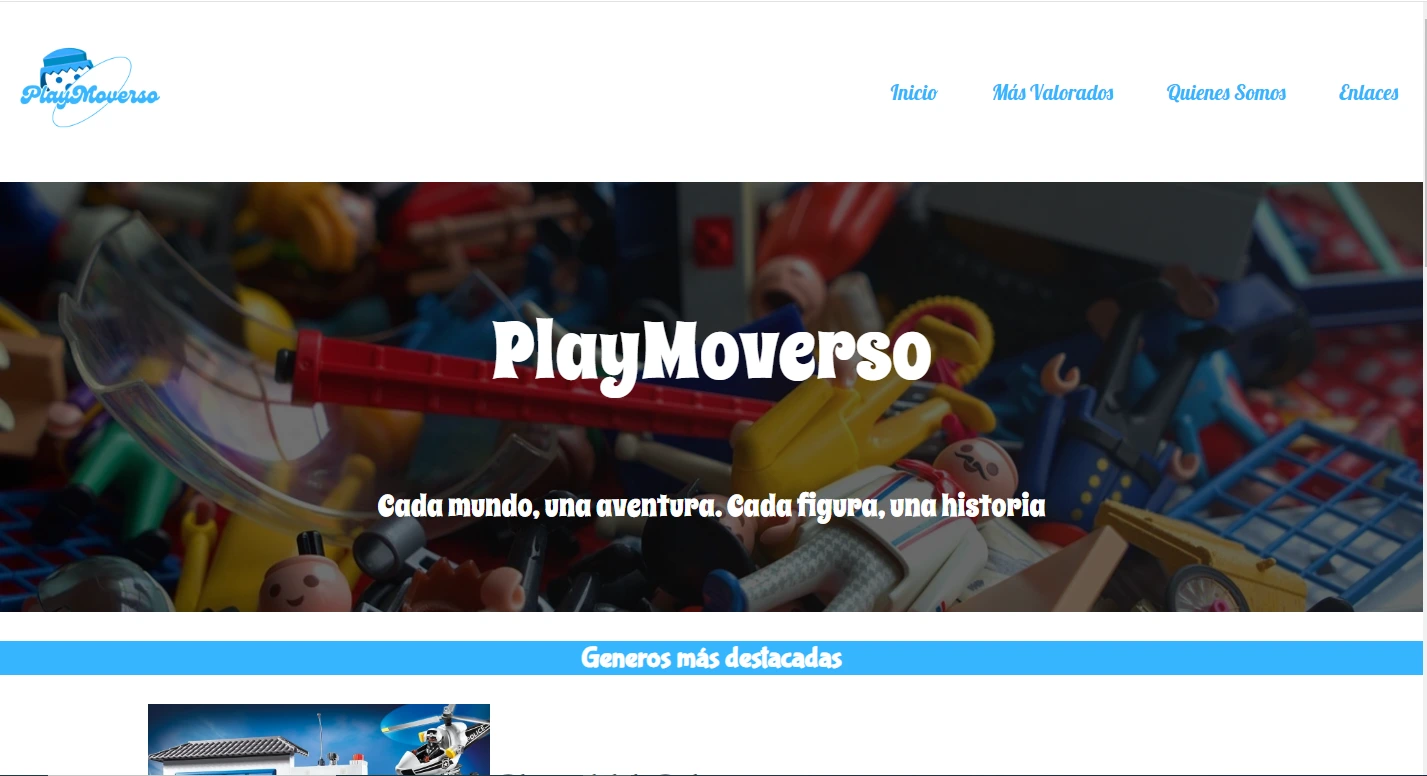 PlayMoverso
Inicio
Más Valorados
Quienes Somos
Enlaces
PlayMoverso
Cada mundo, una aventura. Cada figura, una historia
Generos más destacadas
POLICE